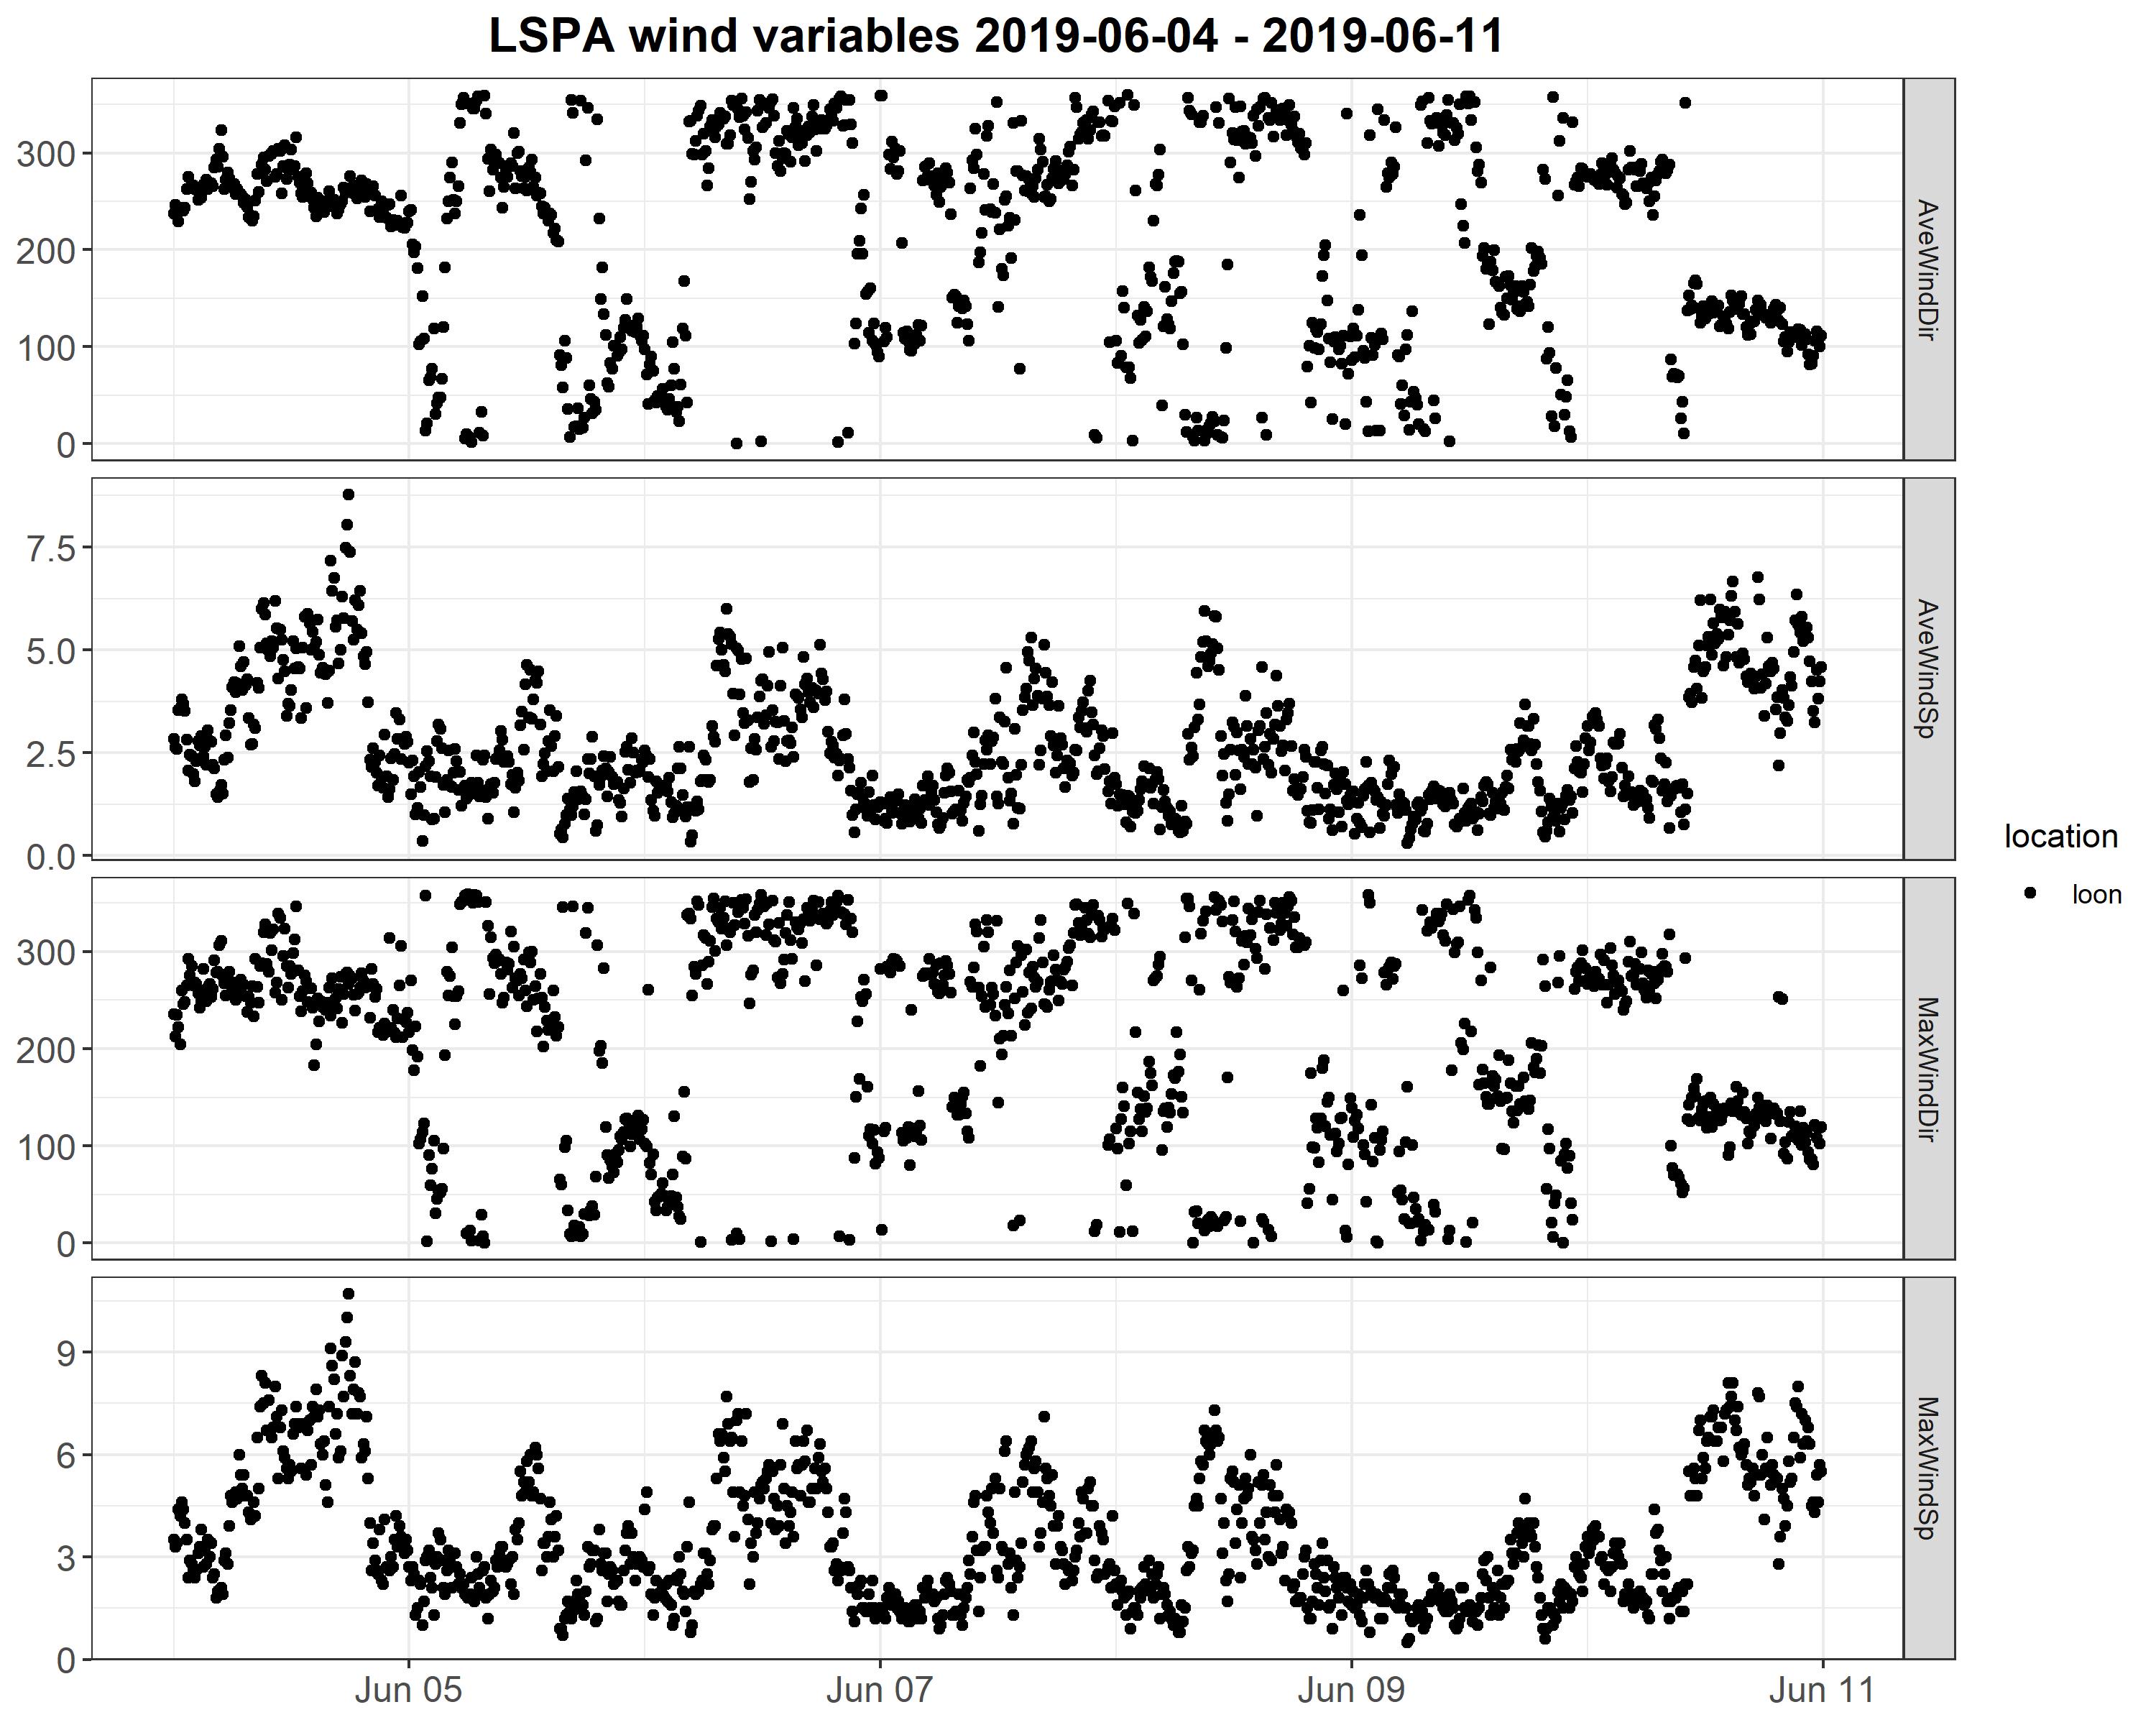 LSPA wind variables 2019-06-04 - 2019-06-11
300
200
100
0
AveWindDir
7.5
5.0
2.5
0.0
AveWindSp
300
200
100
0
MaxWindDir
9
6
3
0
MaxWindSp
Jun 05 Jun 07 Jun 09 Jun 11
location
loon